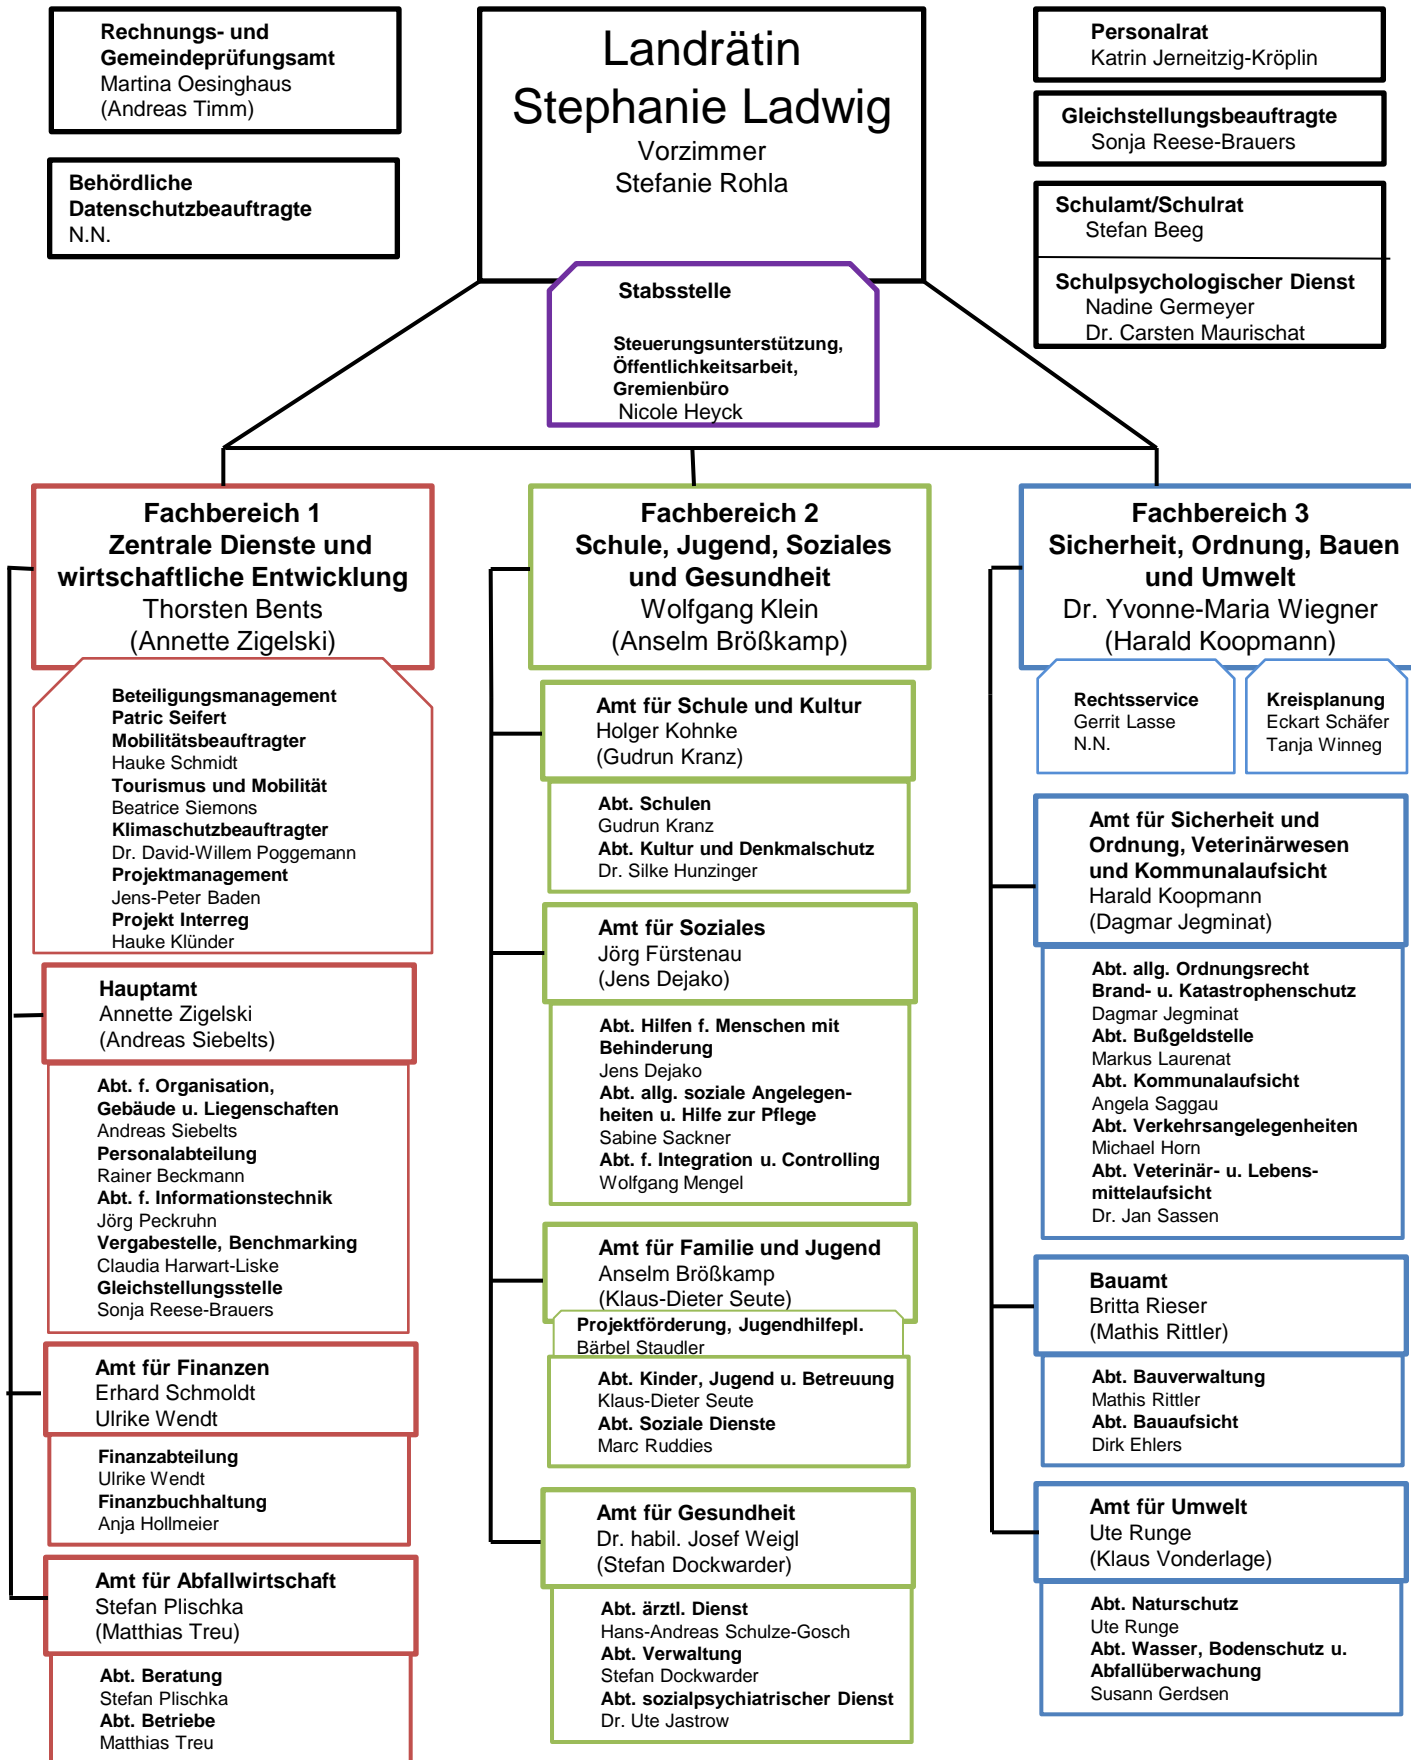 Rechnungs- und
Gemeindeprüfungsamt
Martina Oesinghaus
(Andreas Timm)
Behördliche
Datenschutzbeauftragte
N.N.
Landrätin
Stephanie Ladwig
Vorzimmer
Stefanie Rohla
Stabsstelle
Steuerungsunterstützung,
Öffentlichkeitsarbeit,
Gremienbüro
Nicole Heyck
Personalrat
Katrin Jerneitzig-Kröplin
Gleichstellungsbeauftragte
Sonja Reese-Brauers
Schulamt/Schulrat
Stefan Beeg
Schulpsychologischer Dienst
Nadine Germeyer
Dr. Carsten Maurischat
Fachbereich 1
Zentrale Dienste und
wirtschaftliche Entwicklung
Thorsten Bents
(Annette Zigelski)
Beteiligungsmanagement
Patric Seifert
Mobilitätsbeauftragter
Hauke Schmidt
Tourismus und Mobilität
Beatrice Siemons
Klimaschutzbeauftragter
Dr. David-Willem Poggemann
Projektmanagement
Jens-Peter Baden
Projekt Interreg
Hauke Klünder
Hauptamt
Annette Zigelski
(Andreas Siebelts)
Abt. f. Organisation,
Gebäude u. Liegenschaften
Andreas Siebelts
Personalabteilung
Rainer Beckmann
Abt. f. Informationstechnik
Jörg Peckruhn
Vergabestelle, Benchmarking
Claudia Harwart-Liske
Gleichstellungsstelle
Sonja Reese-Brauers
Amt für Finanzen
Erhard Schmoldt
Ulrike Wendt
Finanzabteilung
Ulrike Wendt
Finanzbuchhaltung
Anja Hollmeier
Amt für Abfallwirtschaft
Stefan Plischka
(Matthias Treu)
Abt. Beratung
Stefan Plischka
Abt. Betriebe
Matthias Treu
Fachbereich 2
Schule, Jugend, Soziales
und Gesundheit
Wolfgang Klein
(Anselm Brößkamp)
Amt für Schule und Kultur
Holger Kohnke
(Gudrun Kranz)
Abt. Schulen
Gudrun Kranz
Abt. Kultur und Denkmalschutz
Dr. Silke Hunzinger
Amt für Soziales
Jörg Fürstenau
(Jens Dejako)
Abt. Hilfen f. Menschen mit
Behinderung
Jens Dejako
Abt. allg. soziale Angelegen-
heiten u. Hilfe zur Pflege
Sabine Sackner
Abt. f. Integration u. Controlling
Wolfgang Mengel
Amt für Familie und Jugend
Anselm Brößkamp
(Klaus-Dieter Seute)
Projektförderung, Jugendhilfepl.
Bärbel Staudler
Abt. Kinder, Jugend u. Betreuung
Klaus-Dieter Seute
Abt. Soziale Dienste
Marc Ruddies
Amt für Gesundheit
Dr. habil. Josef Weigl
(Stefan Dockwarder)
Abt. ärztl. Dienst
Hans-Andreas Schulze-Gosch
Abt. Verwaltung
Stefan Dockwarder
Abt. sozialpsychiatrischer Dienst
Dr. Ute Jastrow
Fachbereich 3
Sicherheit, Ordnung, Bauen
und Umwelt
Dr. Yvonne-Maria Wiegner
(Harald Koopmann)
Rechtsservice
Gerrit Lasse
N.N.
Kreisplanung
Eckart Schäfer
Tanja Winneg
Amt für Sicherheit und
Ordnung, Veterinärwesen
und Kommunalaufsicht
Harald Koopmann
(Dagmar Jegminat)
Abt. allg. Ordnungsrecht
Brand- u. Katastrophenschutz
Dagmar Jegminat
Abt. Bußgeldstelle
Markus Laurenat
Abt. Kommunalaufsicht
Angela Saggau
Abt. Verkehrsangelegenheiten
Michael Horn
Abt. Veterinär- u. Lebens-
mittelaufsicht
Dr. Jan Sassen
Bauamt
Britta Rieser
(Mathis Rittler)
Abt. Bauverwaltung
Mathis Rittler
Abt. Bauaufsicht
Dirk Ehlers
Amt für Umwelt
Ute Runge
(Klaus Vonderlage)
Abt. Naturschutz
Ute Runge
Abt. Wasser, Bodenschutz u.
Abfallüberwachung
Susann Gerdsen